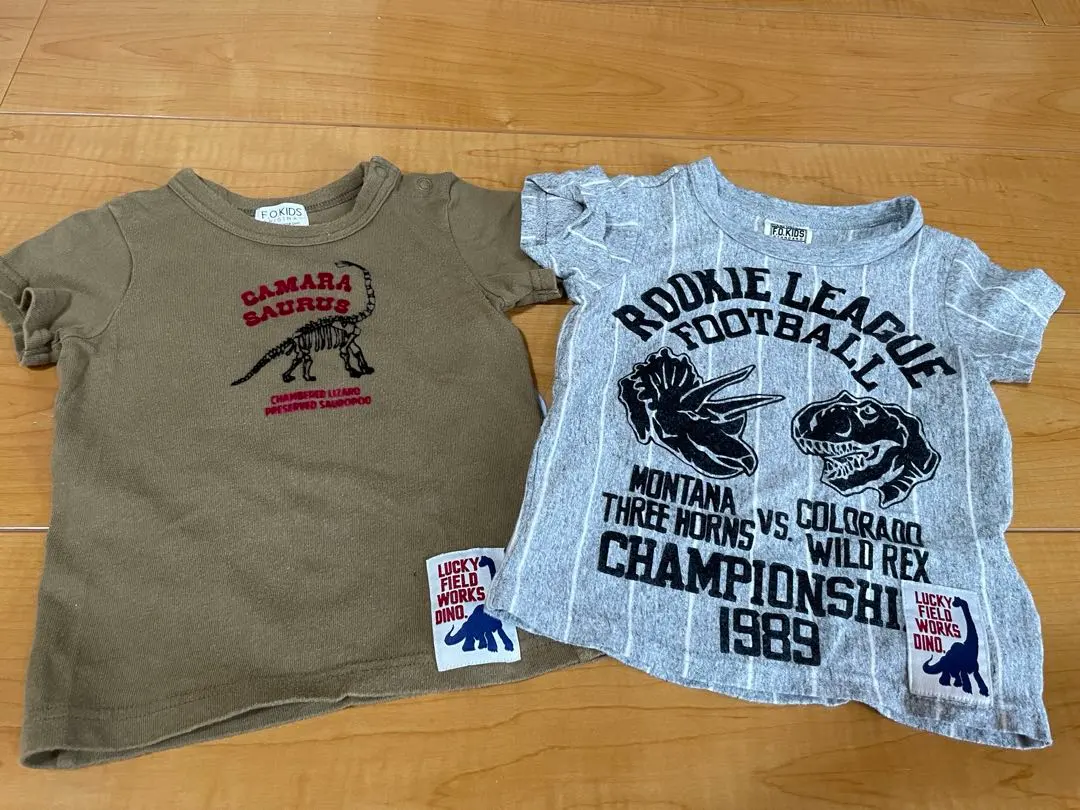 F.O.KIDS
ORIGINAL
CAMARA
SAURUS
CHAMBERED LIZARD
PRESERVED SAUROPOD
LUCKY
FIELD
WORKS
DINO.
F.O.KIDS
ROOKIE LEAGUE
FOOTBALL
MONTANA
THREE HORNS
VS.
COLORADO
WILD REX
CHAMPIONSHI
1989
LUCKY
FIELD
WORKS
DINO.